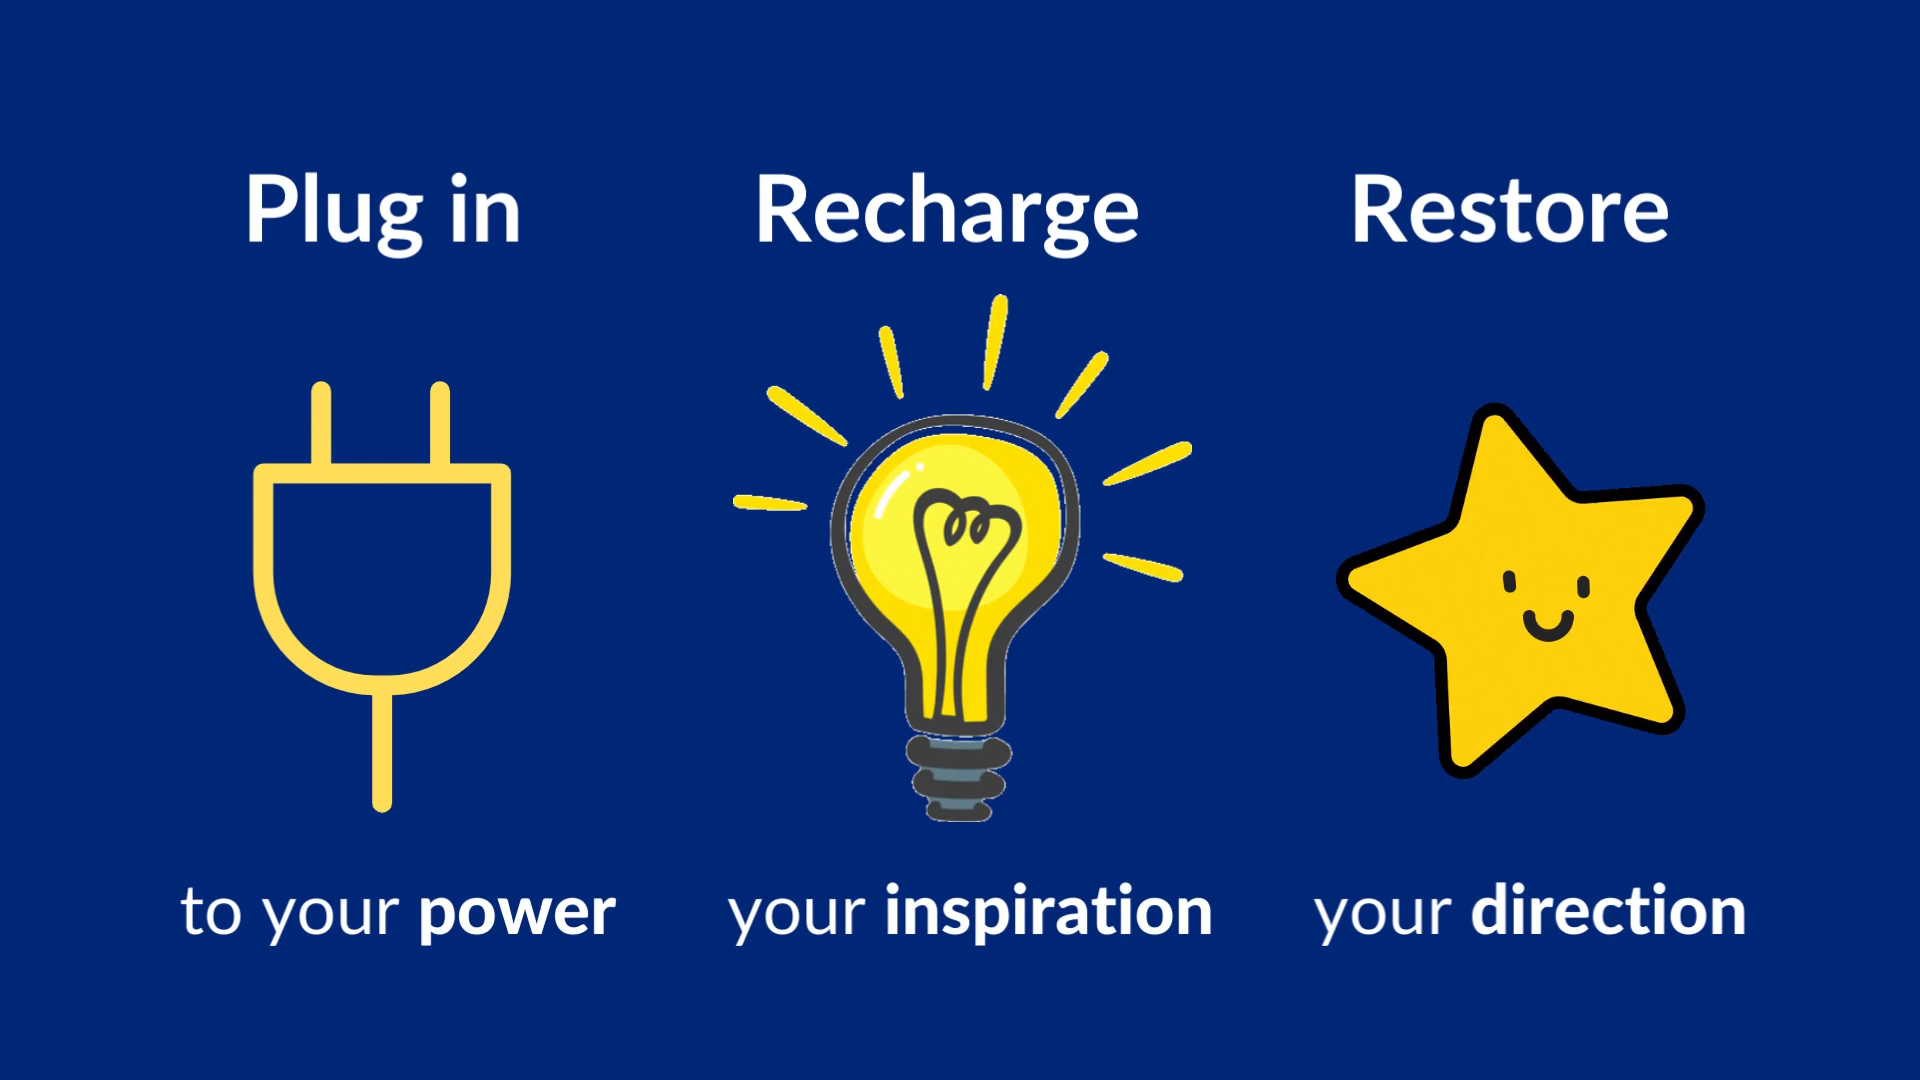 Plug in
Recharge
Restore
to your power
your inspiration
your direction